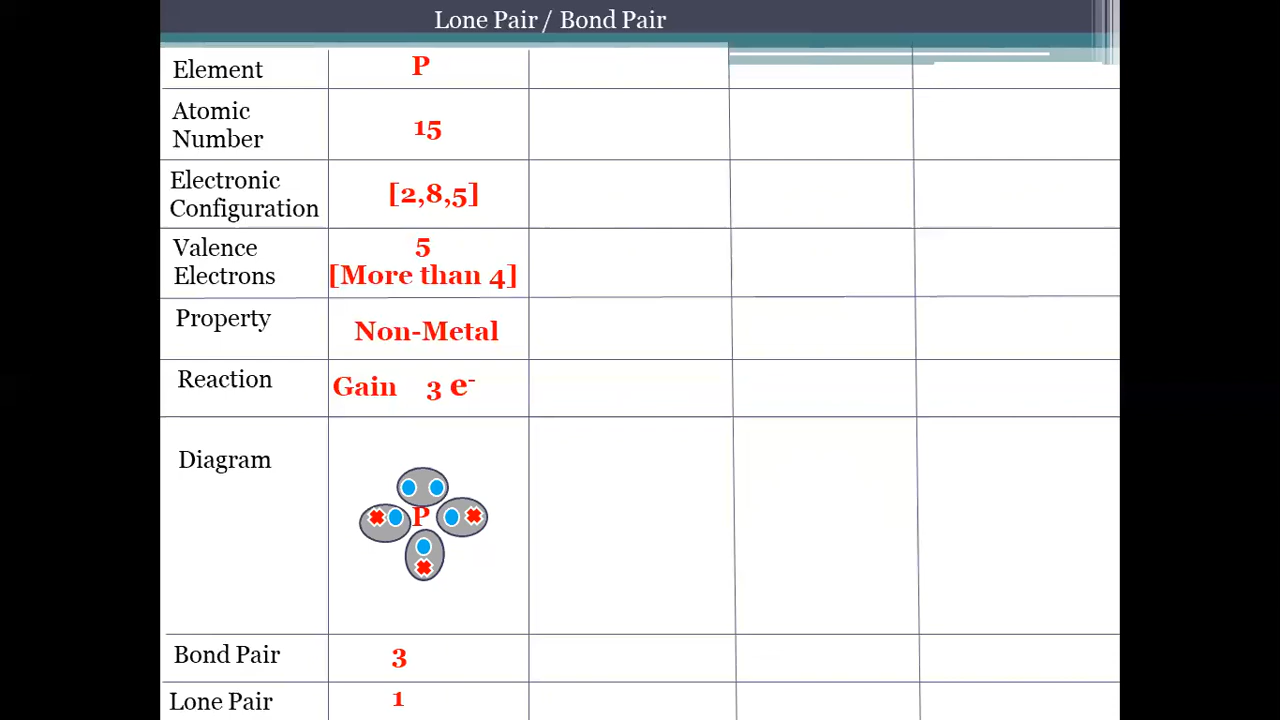 Lone Pair / Bond Pair
Element P
Atomic
Number
15
Electronic
Configuration
[2,8,5]
Valence
Electrons
5
[More than 4]
Property
Non-Metal
Reaction
Gain 3 e⁻
Diagram
P
Bond Pair 3
Lone Pair 1